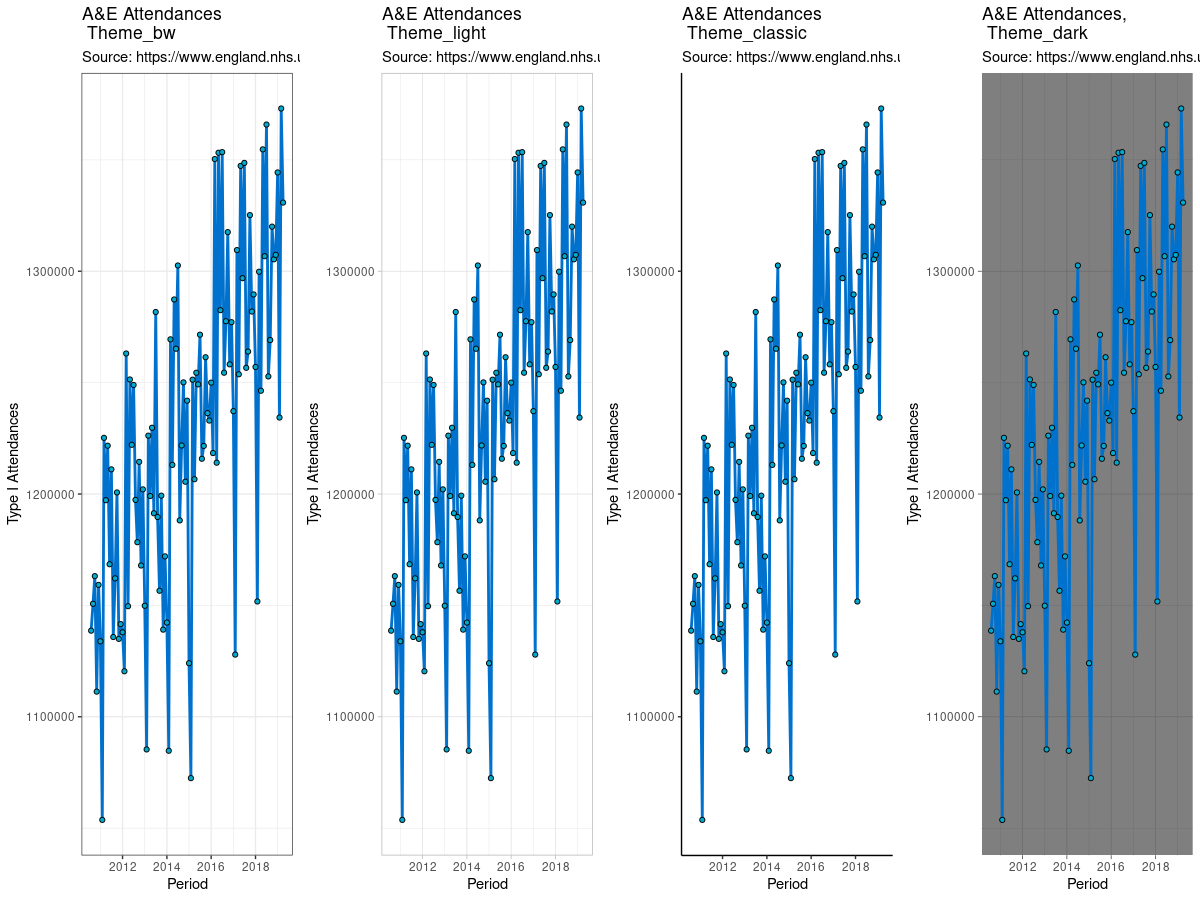 A&E Attendances
Theme_bw
Source: https://www.england.nhs.u
Type I Attendances
1300000
1200000
1100000
2012 2014 2016 2018
Period
A&E Attendances
Theme_light
Source: https://www.england.nhs.u
Type I Attendances
1300000
1200000
1100000
2012 2014 2016 2018
Period
A&E Attendances
Theme_classic
Source: https://www.england.nhs.u
Type I Attendances
1300000
1200000
1100000
2012 2014 2016 2018
Period
A&E Attendances,
Theme_dark
Source: https://www.england.nhs.u
Type I Attendances
1300000
1200000
1100000
2012 2014 2016 2018
Period